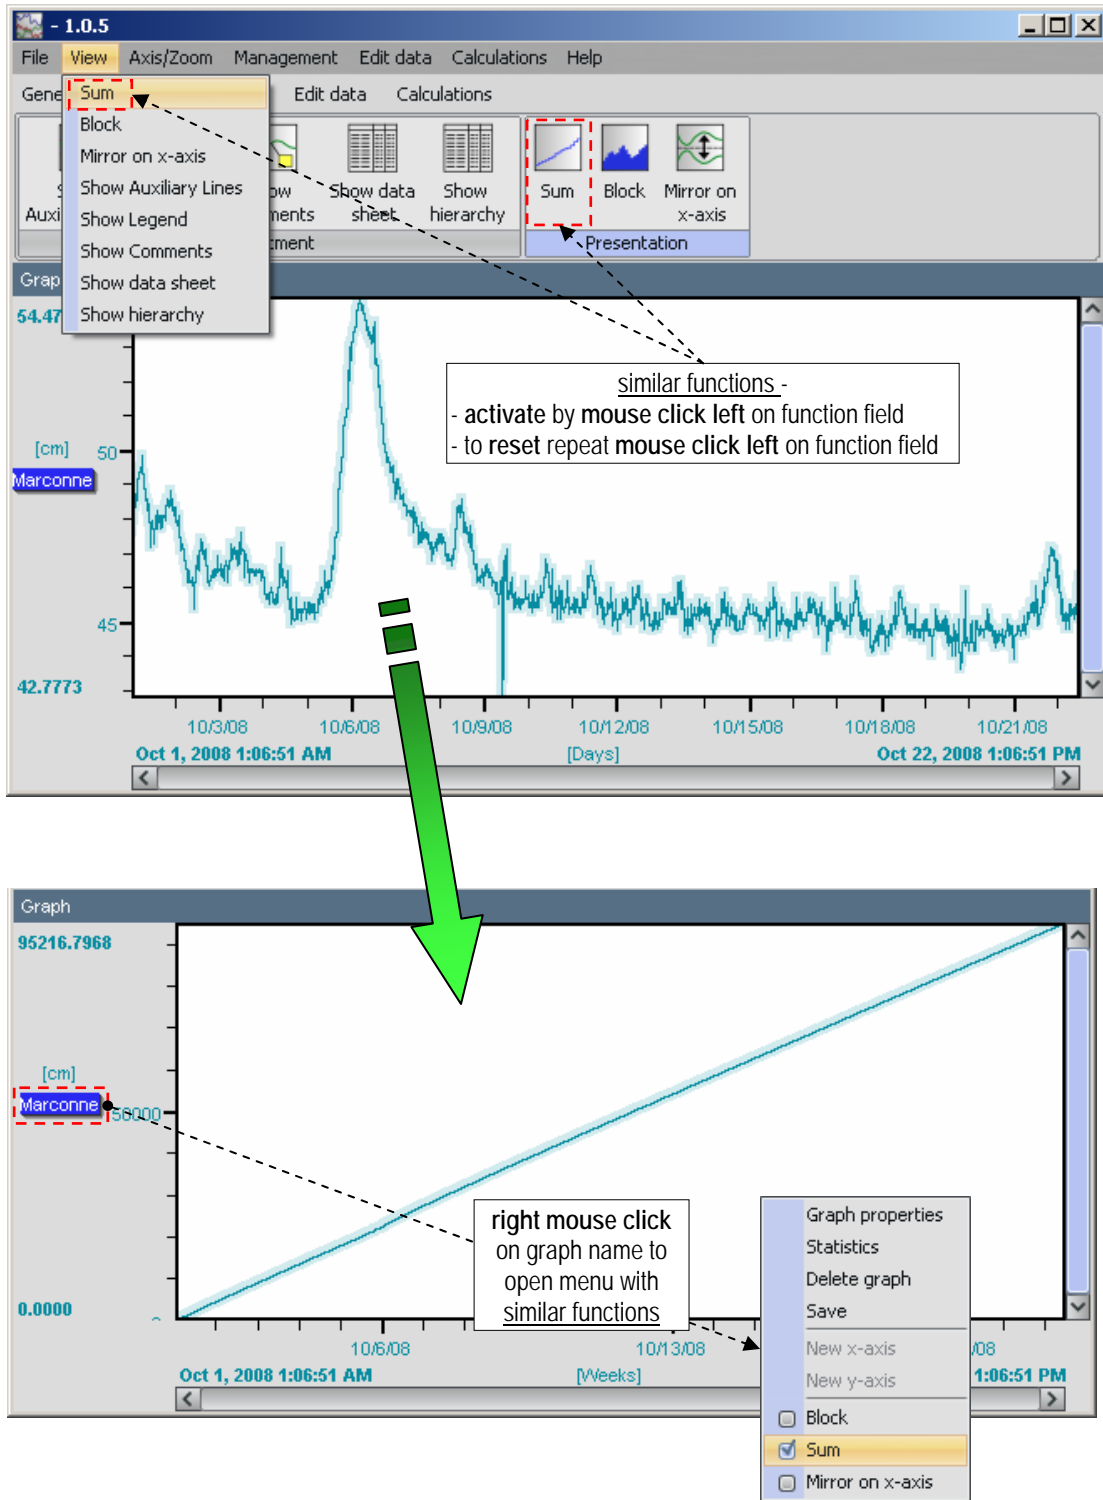 - 1.0.5
File View Axis/Zoom Management Edit data Calculations Help
Sum
Block
Mirror on x-axis
Show Auxiliary Lines
Show Legend
Show Comments
Show data sheet
Show hierarchy
Edit data Calculations
Show data
sheet
Show
hierarchy
Sum
Block
Mirror on
x-axis
Presentation
54.47
[cm]
50
Marconne
45
42.7773
similar functions -
- activate by mouse click left on function field
- to reset repeat mouse click left on function field
10/3/08 10/6/08 10/9/08 10/12/08 10/15/08 10/18/08 10/21/08
Oct 1, 2008 1:06:51 AM [Days] Oct 22, 2008 1:06:51 PM
Graph
95216.7968
[cm]
Marconne
50000
0.0000
right mouse click
on graph name to
open menu with
similar functions
10/6/08 10/13/08 /08
Oct 1, 2008 1:06:51 AM [Weeks] 1:06:51 PM
Graph properties
Statistics
Delete graph
Save
New x-axis
New y-axis
Block
Sum
Mirror on x-axis